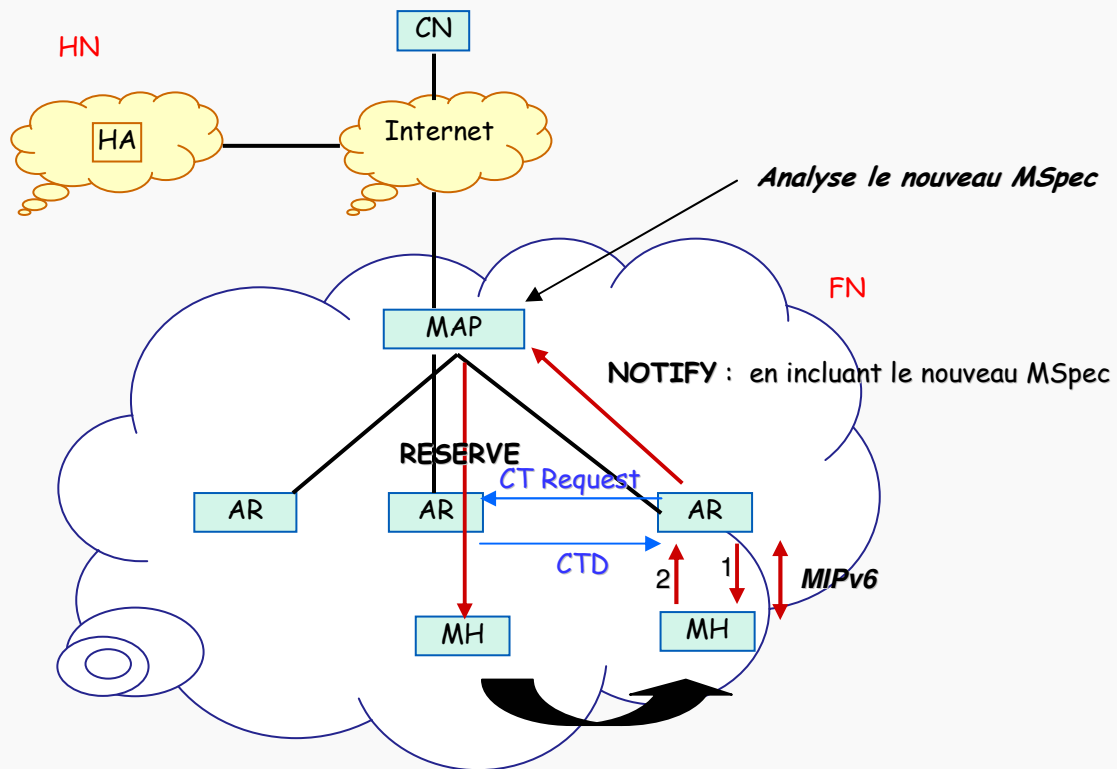 CN
HN
HA
Internet
Analyse le nouveau MSpec
FN
MAP
NOTIFY : en incluant le nouveau MSpec
RESERVE
CT Request
AR
AR
AR
CTD
2
1
MIPv6
MH
MH